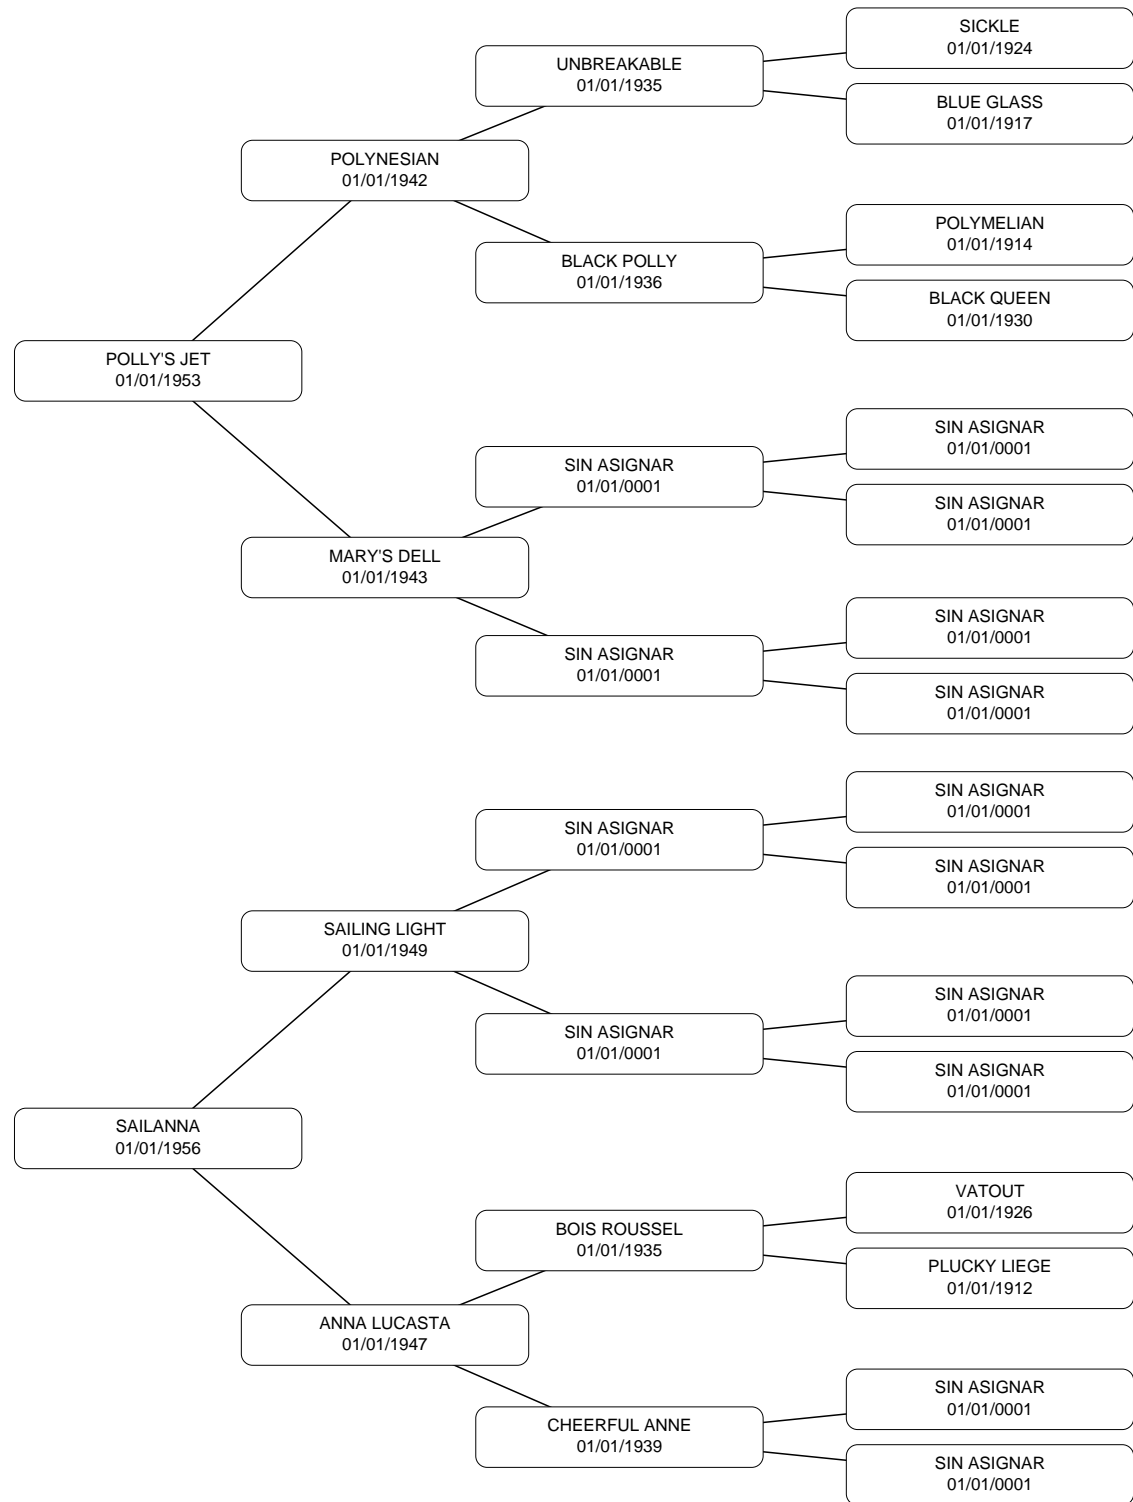 SICKLE
01/01/1924
UNBREAKABLE
01/01/1935
BLUE GLASS
01/01/1917
POLYNESIAN
01/01/1942
POLYMELIAN
01/01/1914
BLACK POLLY
01/01/1936
BLACK QUEEN
01/01/1930
POLLY'S JET
01/01/1953
SIN ASIGNAR
01/01/0001
SIN ASIGNAR
01/01/0001
SIN ASIGNAR
01/01/0001
MARY'S DELL
01/01/1943
SIN ASIGNAR
01/01/0001
SIN ASIGNAR
01/01/0001
SIN ASIGNAR
01/01/0001
SIN ASIGNAR
01/01/0001
SIN ASIGNAR
01/01/0001
SIN ASIGNAR
01/01/0001
SAILING LIGHT
01/01/1949
SIN ASIGNAR
01/01/0001
SIN ASIGNAR
01/01/0001
SIN ASIGNAR
01/01/0001
SAILANNA
01/01/1956
VATOUT
01/01/1926
BOIS ROUSSEL
01/01/1935
PLUCKY LIEGE
01/01/1912
ANNA LUCASTA
01/01/1947
SIN ASIGNAR
01/01/0001
CHEERFUL ANNE
01/01/1939
SIN ASIGNAR
01/01/0001